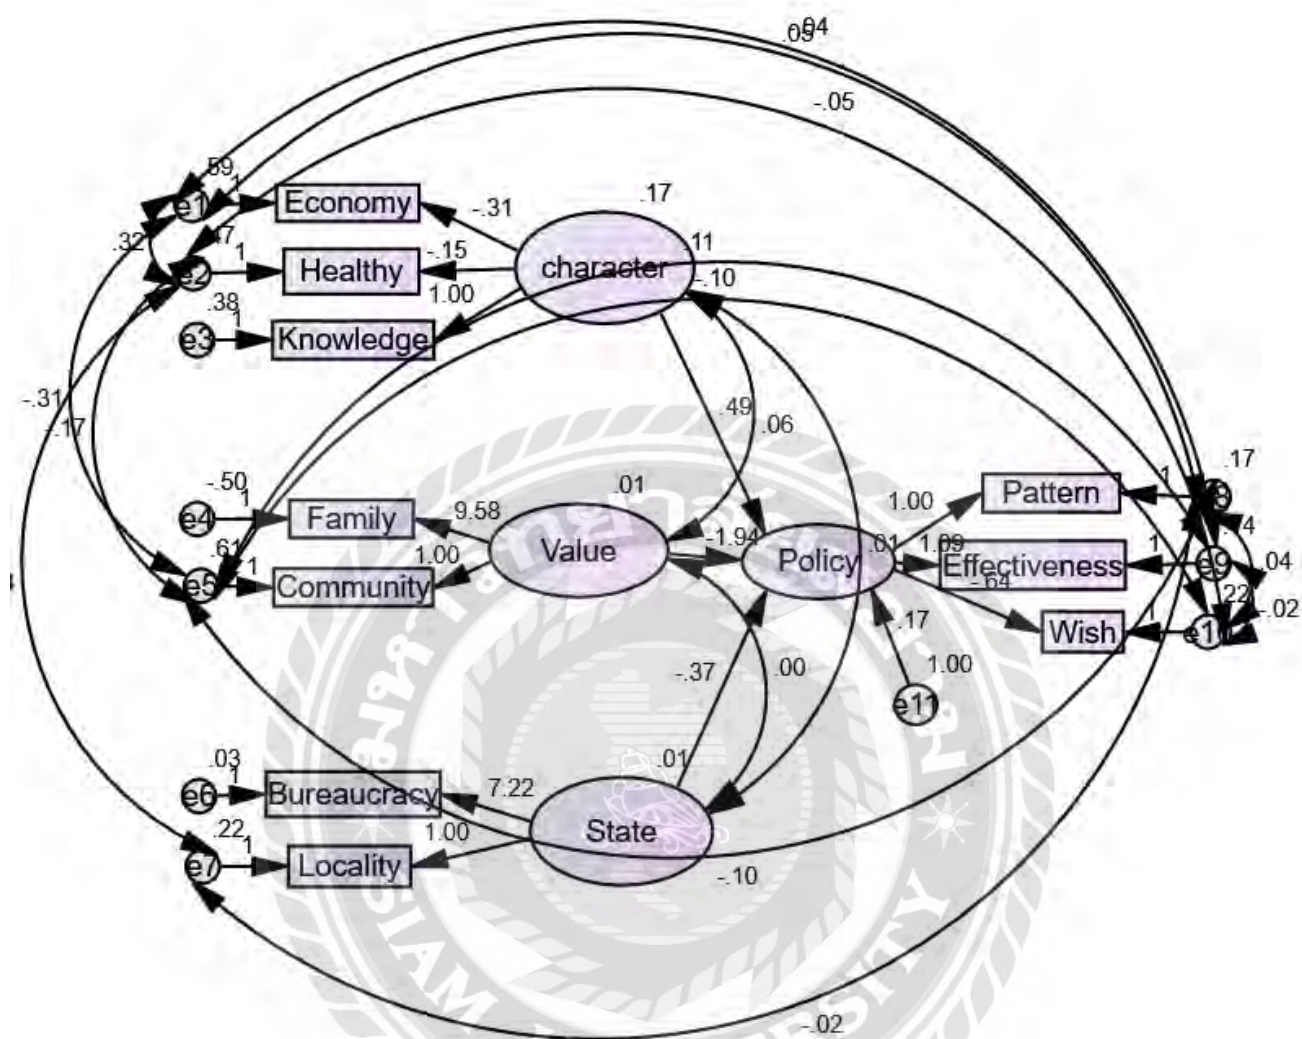 .04
.05
-.05
.59
e1
1
Economy
-.31
.17
.32
.47
e2
1
Healthy
-.15
character
.11
-.10
.38
e3
1
Knowledge
1.00
-.31
-.17
.49
.06
-.50
e4
1
Family
9.58
.01
Value
.61
e5
1
Community
1.00
-1.94
Policy
.01
1.00
Pattern
1
.17
1.09
Effectiveness
1
e9
.04
-.64
Wish
1
.22
-.02
.17
1.00
e11
-.37
.00
.03
e6
1
Bureaucracy
7.22
.01
State
.22
e7
1
Locality
1.00
-.10
-.02
SIAM